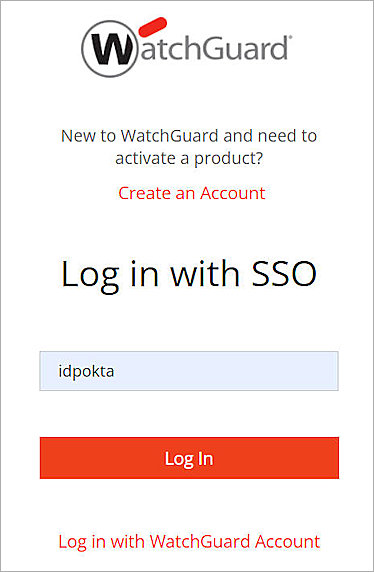 WatchGuard®
New to WatchGuard and need to
activate a product?
Create an Account
Log in with SSO
idpokta
Log In
Log in with WatchGuard Account